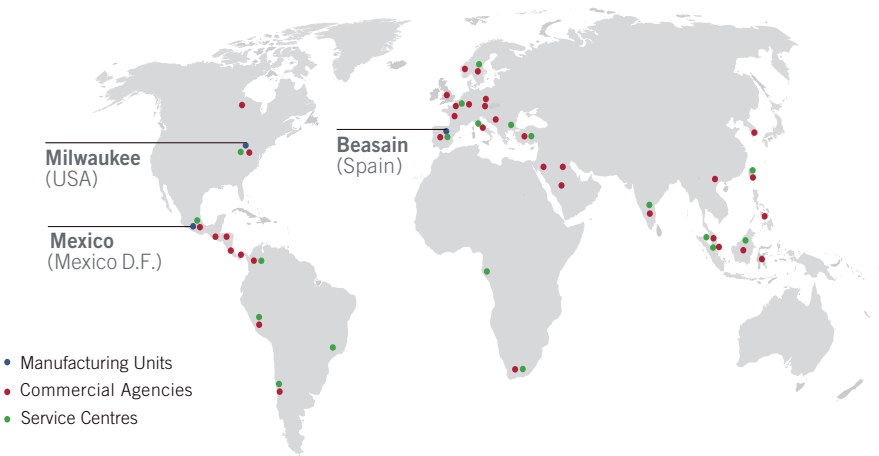 Milwaukee
(USA)
Beasain
(Spain)
Mexico
(Mexico D.F.)
Manufacturing Units
Commercial Agencies
Service Centres